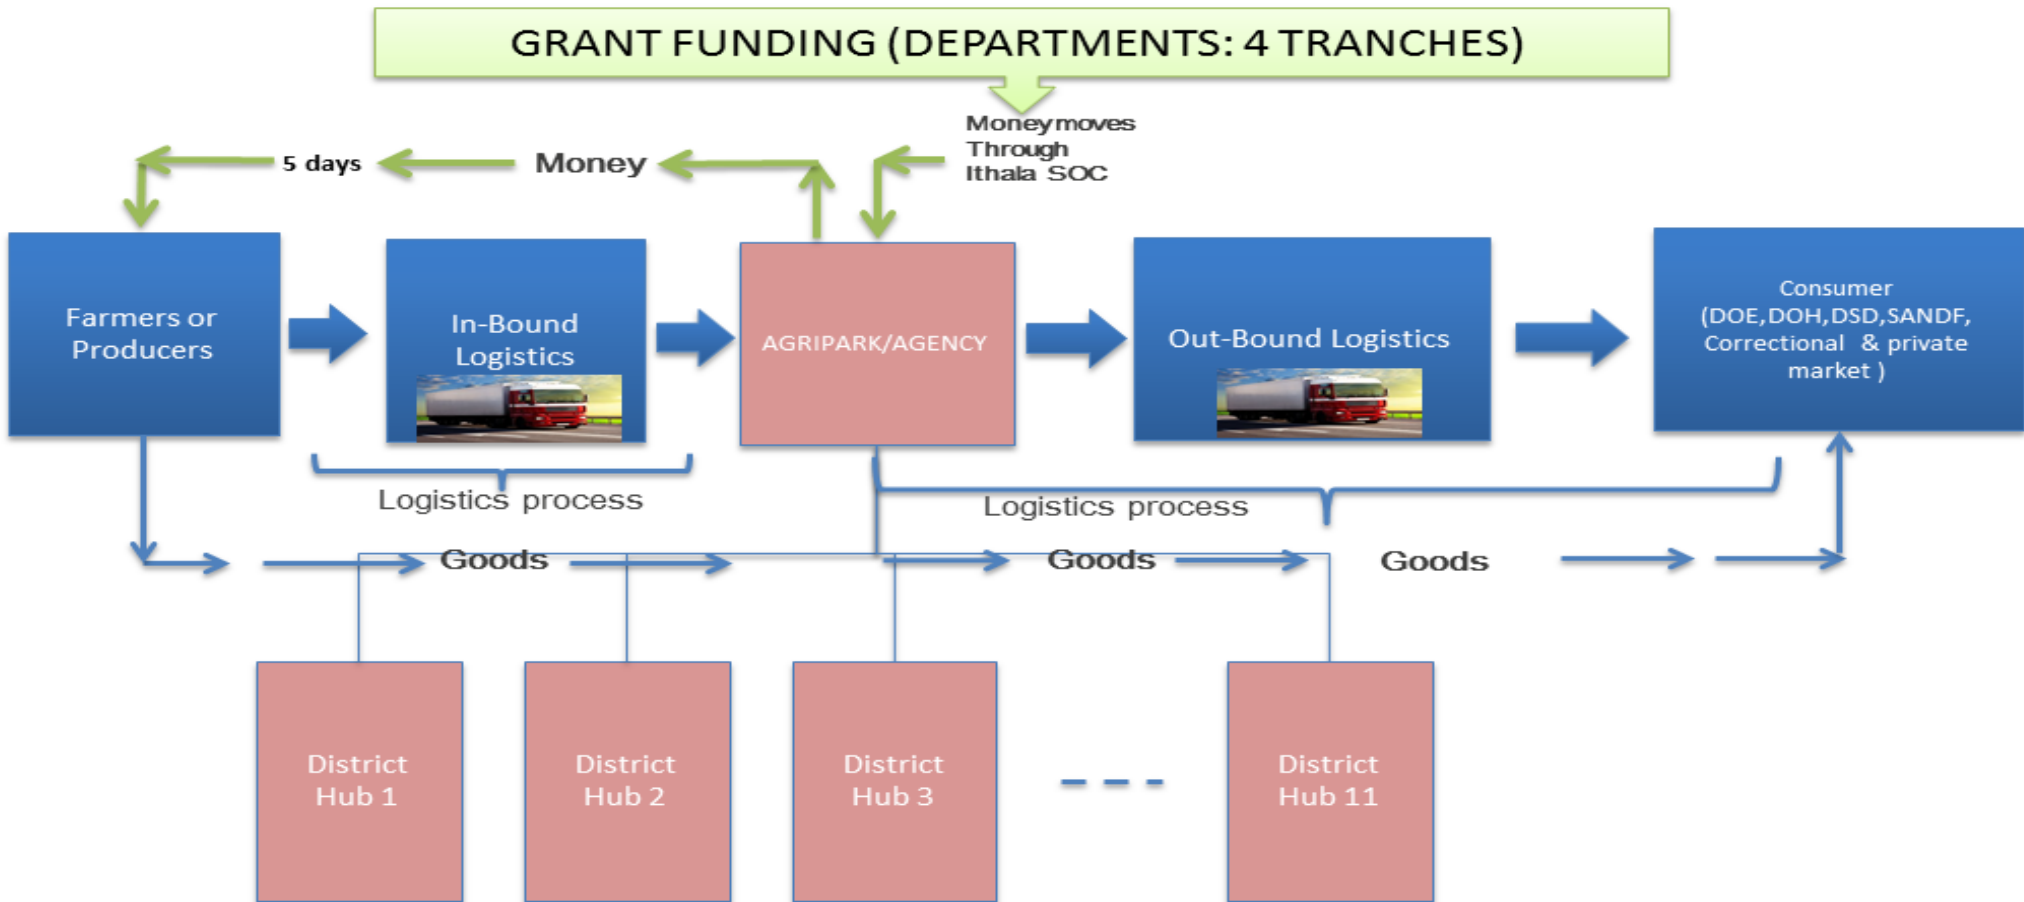 GRANT FUNDING (DEPARTMENTS: 4 TRANCHES)
Money moves
Through
Ithala SOC
5 days
Money
Farmers or
Producers
In-Bound
Logistics
AGRIPARK/AGENCY
Out-Bound Logistics
Consumer
(DOE,DOH,DSD,SANDF,
Correctional & private
market )
Logistics process
Logistics process
Goods
Goods
Goods
District
Hub 1
District
Hub 2
District
Hub 3
District
Hub 11